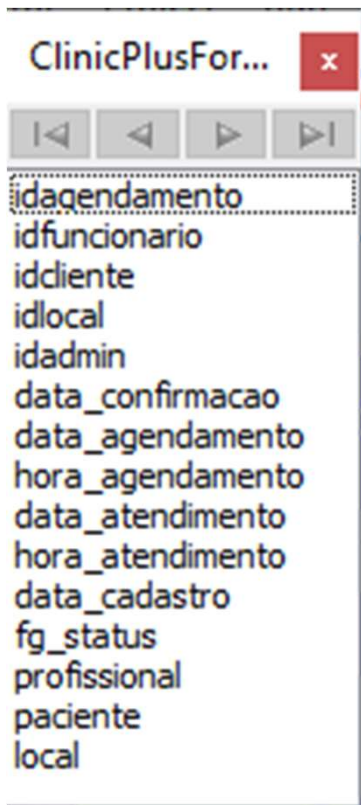 ClinicPlusFor...
idagendamento
idfuncionario
idcliente
idlocal
idadmin
data_confirmacao
data_agendamento
hora_agendamento
data_atendimento
hora_atendimento
data_cadastro
fg_status
profissional
paciente
local